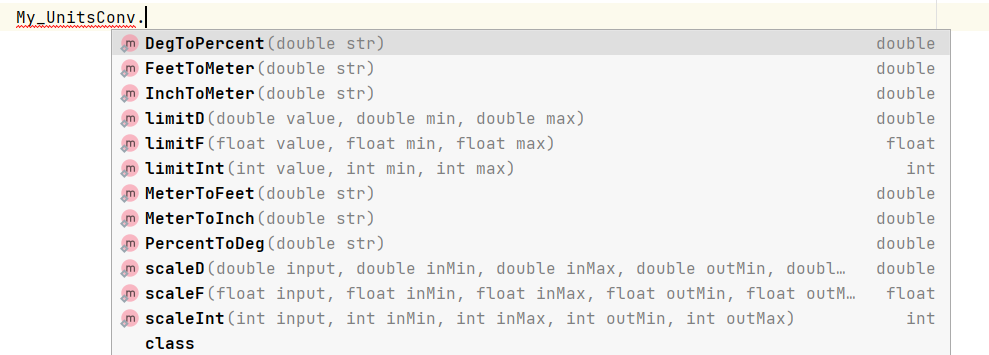 My_UnitsConv.
m DegToPercent(double str) double
m FeetToMeter(double str) double
m InchToMeter(double str) double
m limitD(double value, double min, double max) double
m limitF(float value, float min, float max) float
m limitInt(int value, int min, int max) int
m MeterToFeet(double str) double
m MeterToInch(double str) double
m PercentToDeg(double str) double
m scaleD(double input, double inMin, double inMax, double outMin, doubl… double
m scaleF(float input, float inMin, float inMax, float outMin, float outM… float
m scaleInt(int input, int inMin, int inMax, int outMin, int outMax) int
class